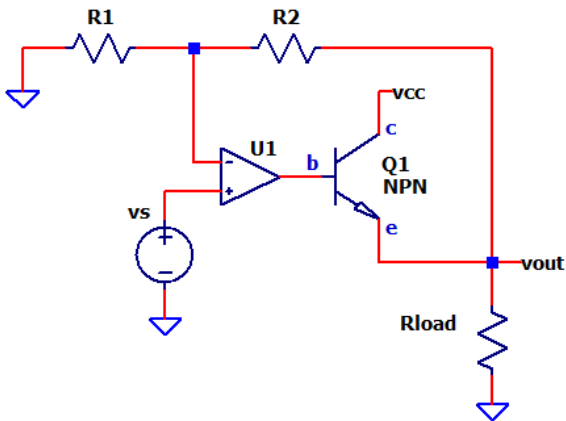 R1
R2
vcc
c
U1
b
Q1
NPN
-
+
vs
e
+
-
vout
Rload